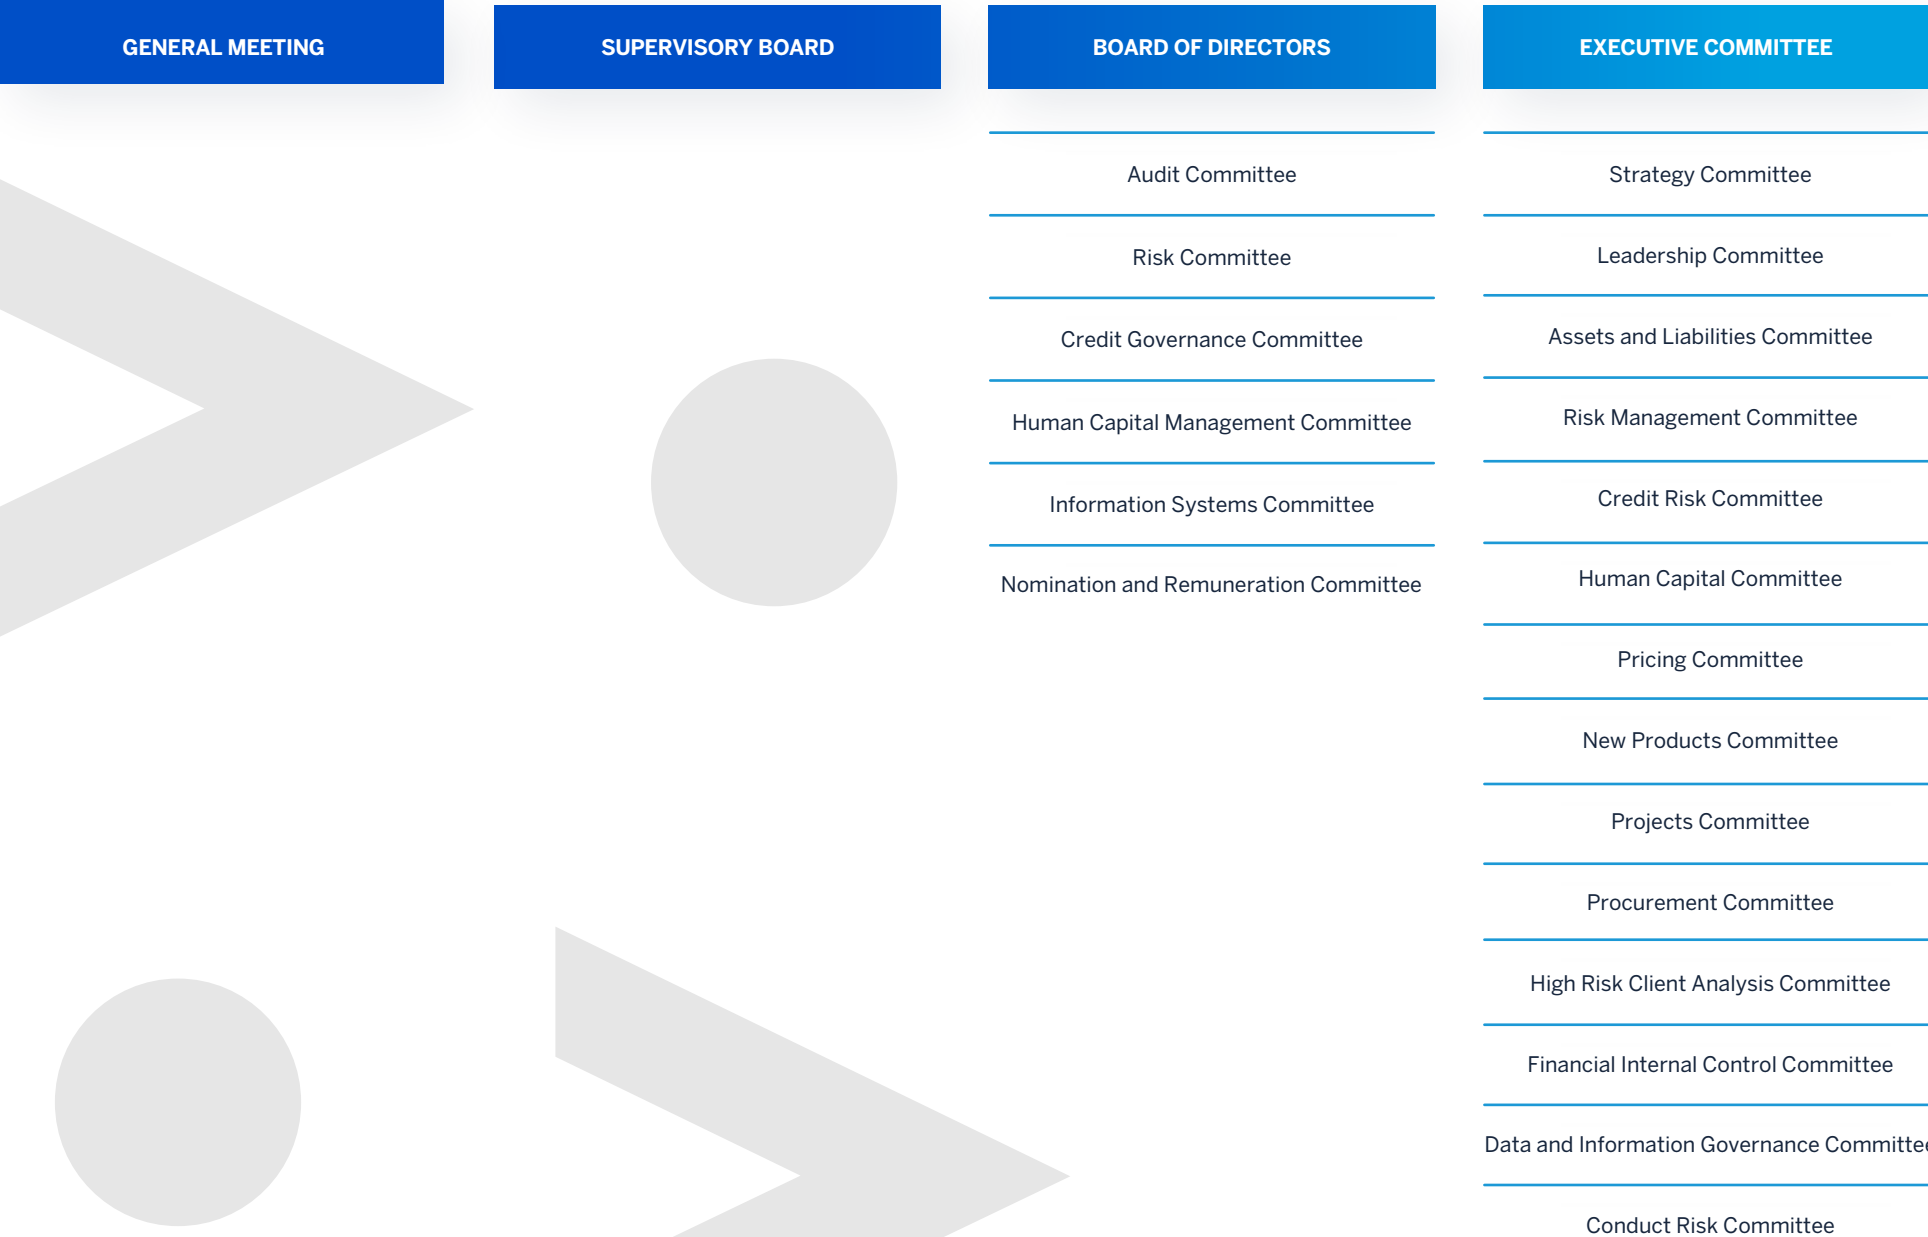 GENERAL MEETING
SUPERVISORY BOARD
BOARD OF DIRECTORS
Audit Committee
Risk Committee
Credit Governance Committee
Human Capital Management Committee
Information Systems Committee
Nomination and Remuneration Committee
EXECUTIVE COMMITTEE
Strategy Committee
Leadership Committee
Assets and Liabilities Committee
Risk Management Committee
Credit Risk Committee
Human Capital Committee
Pricing Committee
New Products Committee
Projects Committee
Procurement Committee
High Risk Client Analysis Committee
Financial Internal Control Committee
Data and Information Governance Committee
Conduct Risk Committee